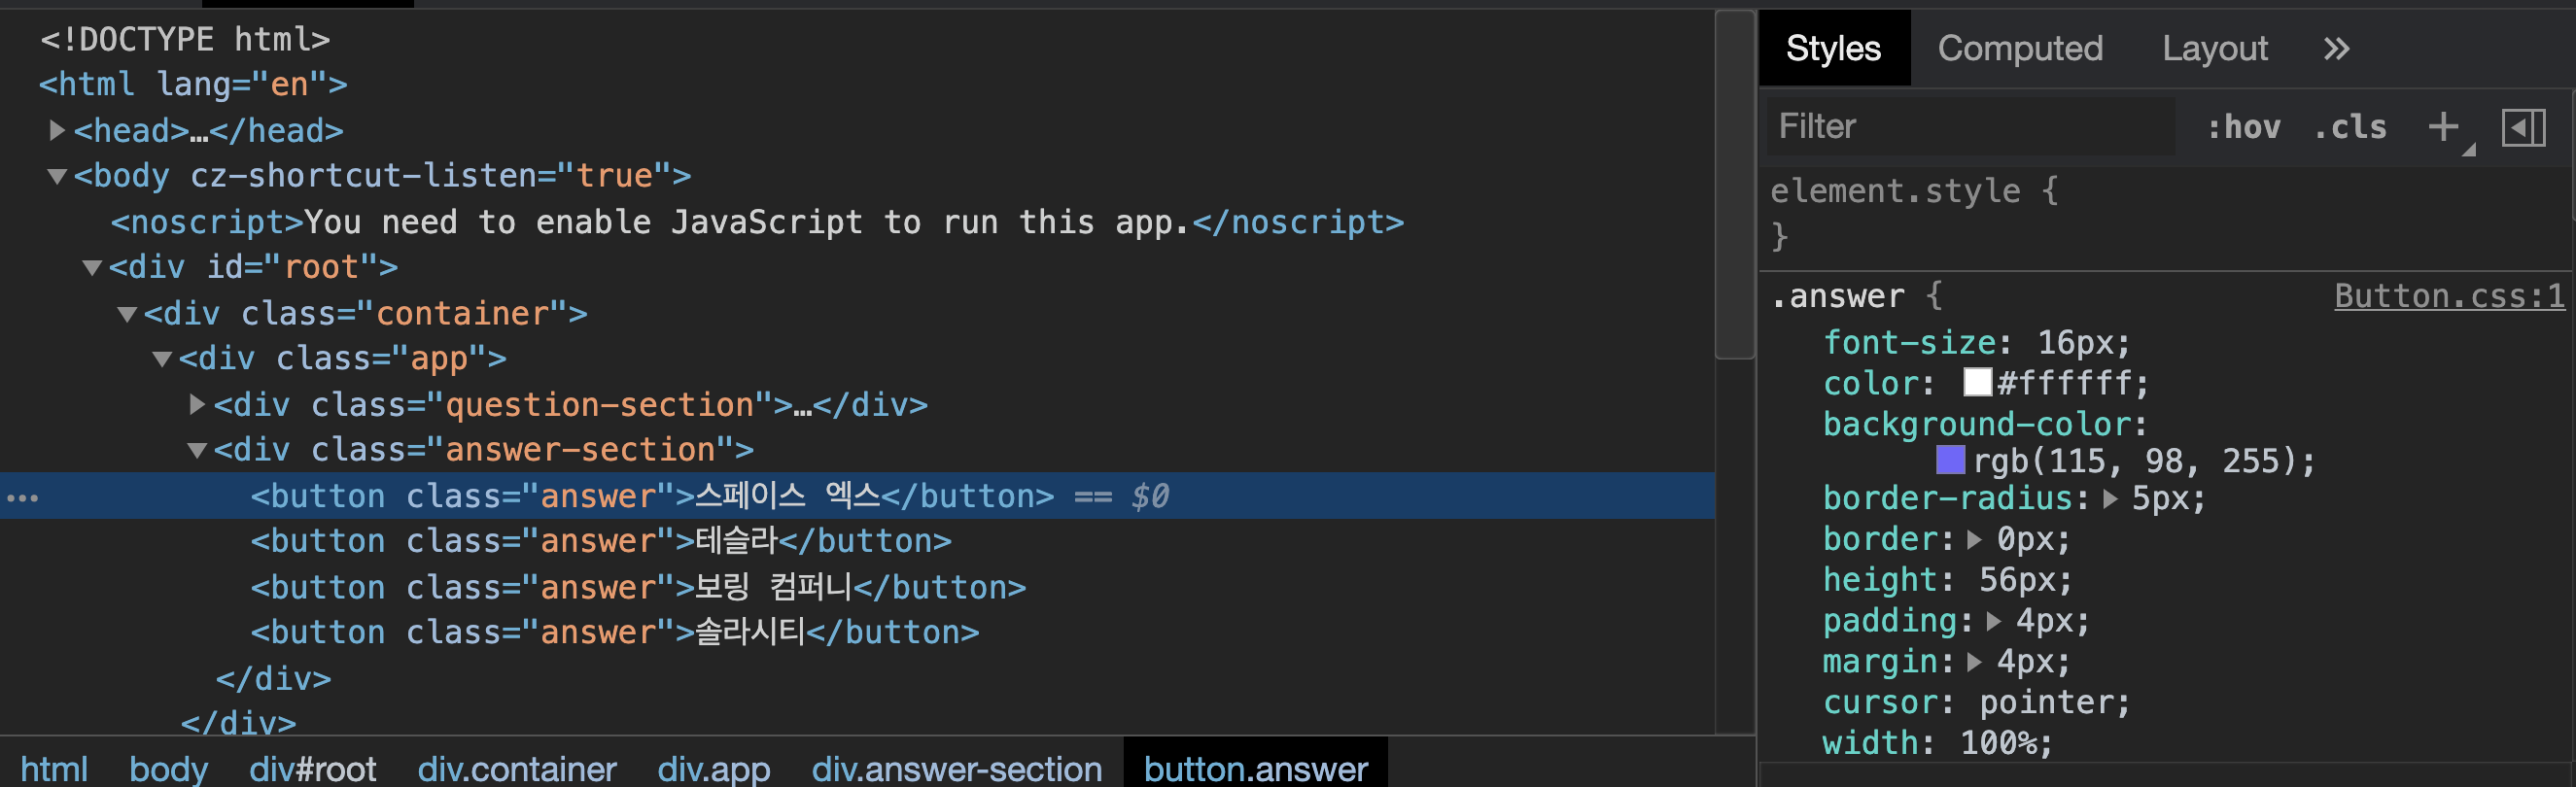 <!DOCTYPE html>
<html lang="en">
<head>…</head>
<body cz-shortcut-listen="true">
<noscript>You need to enable JavaScript to run this app.</noscript>
<div id="root">
<div class="container">
<div class="app">
<div class="question-section">…</div>
<div class="answer-section">
<button class="answer">스페이스 엑스</button> == $0
<button class="answer">테슬라</button>
<button class="answer">보링 컴퍼니</button>
<button class="answer">솔라시티</button>
</div>
</div>
html body div#root div.container div.app div.answer-section button.answer
Styles Computed Layout
Filter :hov .cls
element.style {
}
.answer { Button.css:1
font-size: 16px;
color: #ffffff;
background-color:
rgb(115, 98, 255);
border-radius: 5px;
border: 0px;
height: 56px;
padding: 4px;
margin: 4px;
cursor: pointer;
width: 100%;